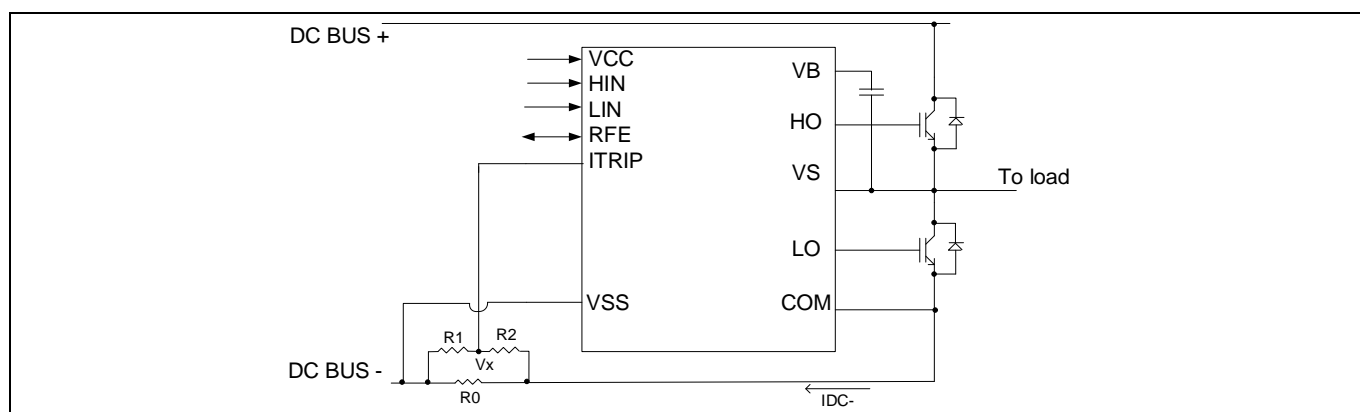 DC BUS +
VCC
HIN
LIN
RFE
ITRIP
VSS
VB
HO
VS
LO
COM
To load
R1
R2
Vx
DC BUS -
R0
IDC-